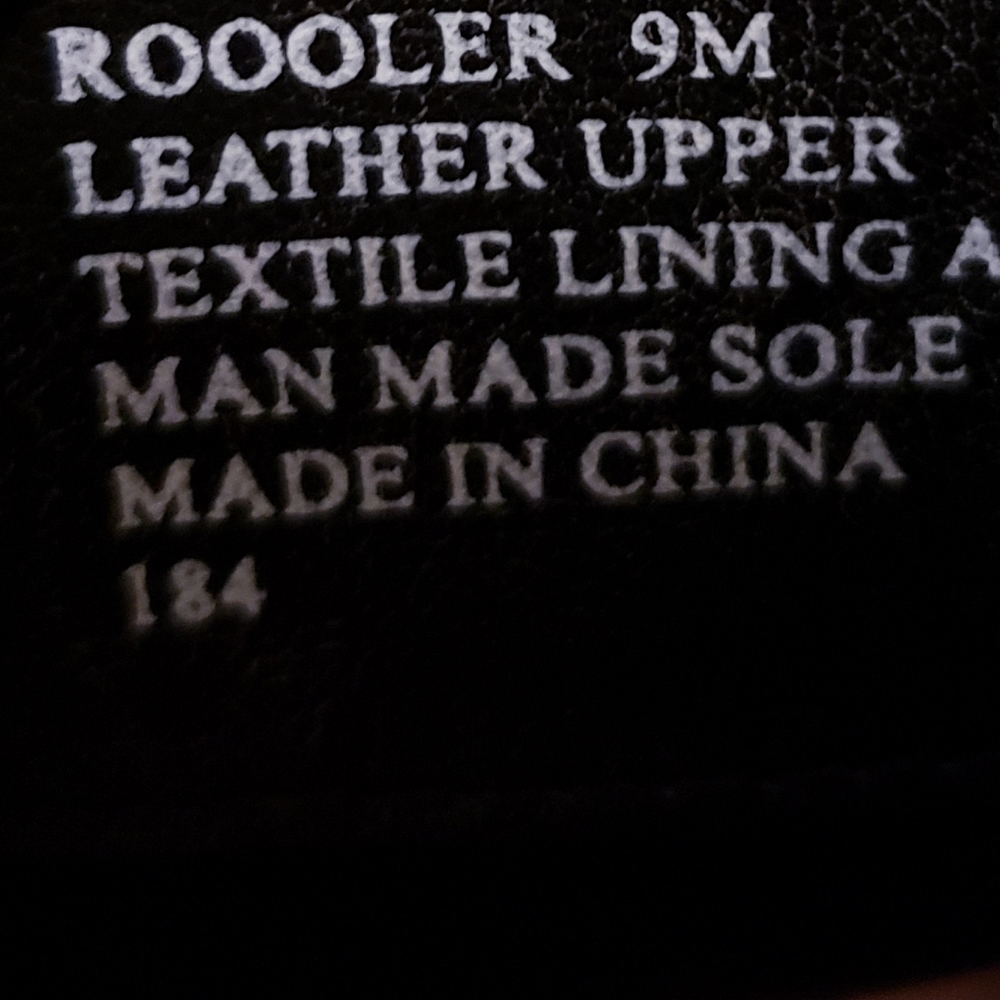 ROOOLER 9M
LEATHER UPPER
TEXTILE LINING A
MAN MADE SOLE
MADE IN CHINA
184